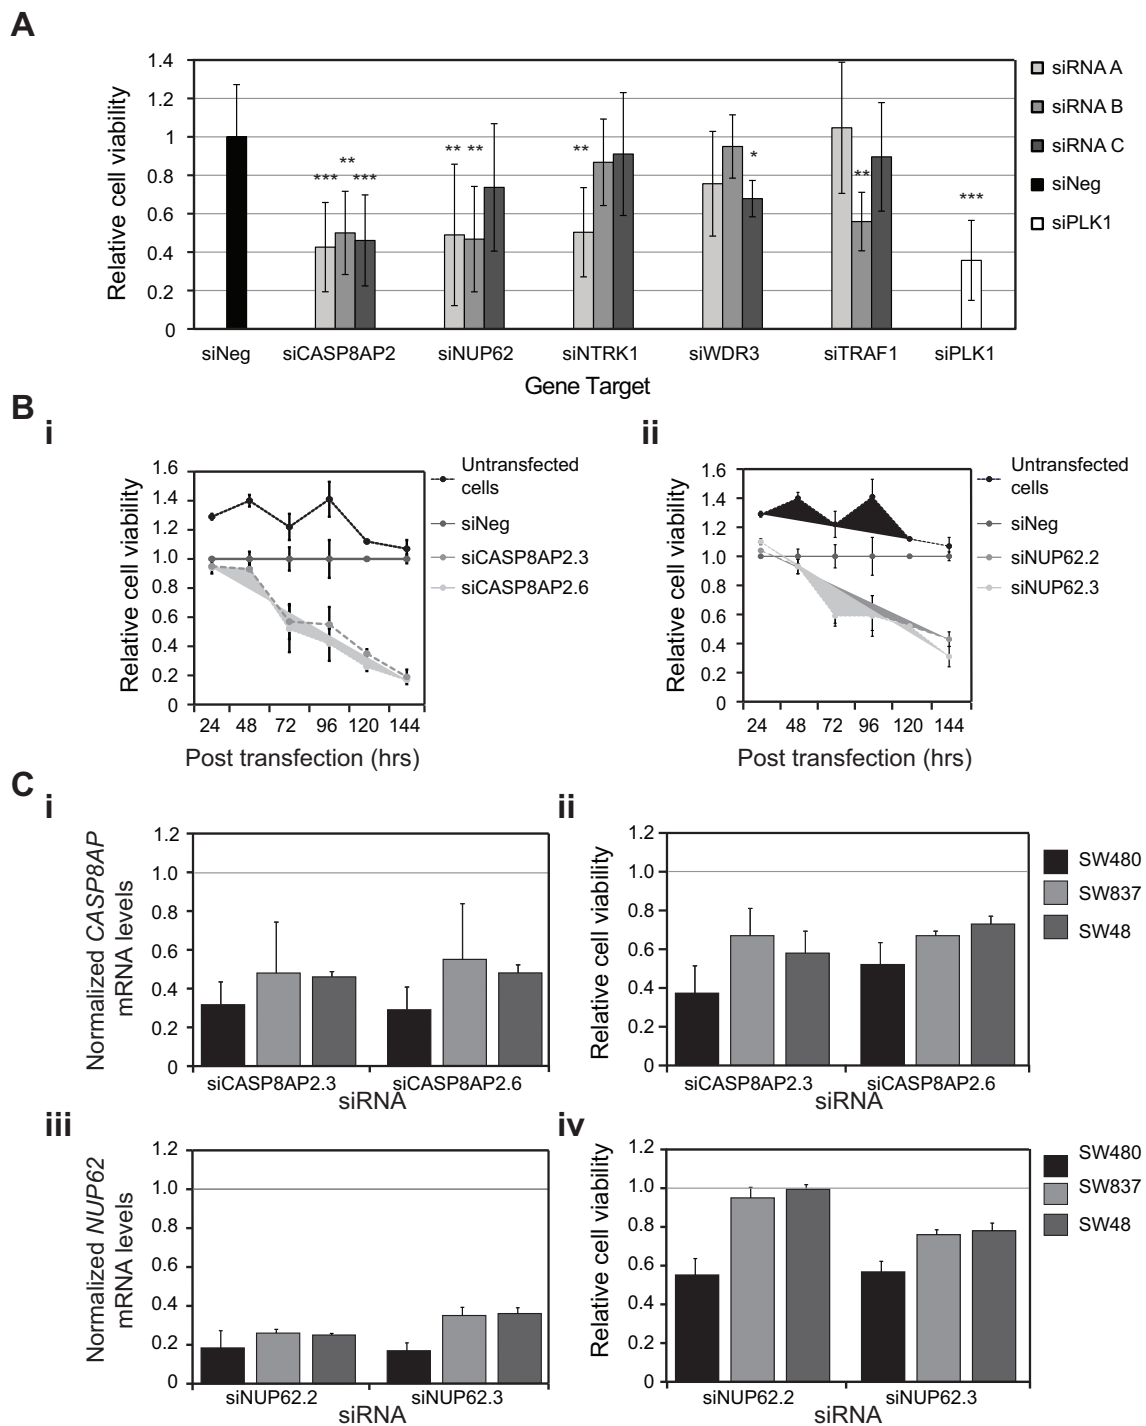 A
1.4
1.2
1
0.8
0.6
0.4
0.2
0
Relative cell viability
***
**
***
**
**
**
*
**
***
siRNA A
siRNA B
siRNA C
siNeg
siPLK1
siNeg
siCASP8AP2
siNUP62
siNTRK1
siWDR3
siTRAF1
siPLK1
Gene Target
B
i
1.6
1.4
1.2
1.0
0.8
0.6
0.4
0.2
0
Relative cell viability
24
48
72
96
120
144
Post transfection (hrs)
Untransfected
cells
siNeg
siCASP8AP2.3
siCASP8AP2.6
ii
1.6
1.4
1.2
1.0
0.8
0.6
0.4
0.2
0
Relative cell viability
24
48
72
96
120
144
Post transfection (hrs)
Untransfected
cells
siNeg
siNUP62.2
siNUP62.3
C
i
Normalized CASP8AP
mRNA levels
1.2
1.0
0.8
0.6
0.4
0.2
0
siCASP8AP2.3
siCASP8AP2.6
siRNA
ii
Relative cell viability
1.2
1.0
0.8
0.6
0.4
0.2
0
siCASP8AP2.3
siCASP8AP2.6
siRNA
SW480
SW837
SW48
iii
Normalized NUP62
mRNA levels
1.2
1.0
0.8
0.6
0.4
0.2
0
siNUP62.2
siNUP62.3
siRNA
iv
Relative cell viability
1.2
1.0
0.8
0.6
0.4
0.2
0
siNUP62.2
siNUP62.3
siRNA
SW480
SW837
SW48